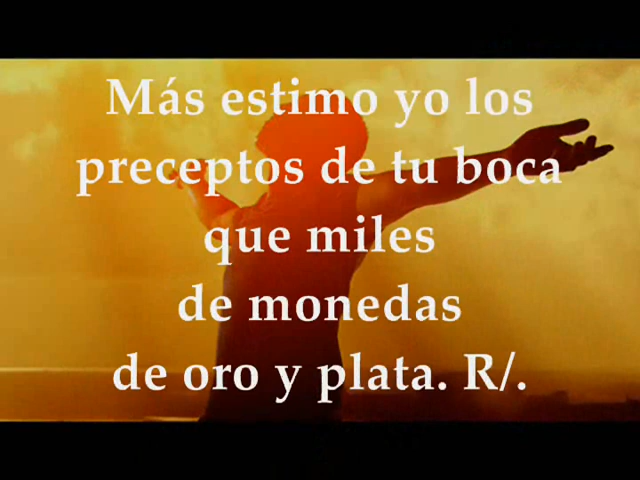 Más estimo yo los
preceptos de tu boca
que miles
de monedas
de oro y plata. R/.